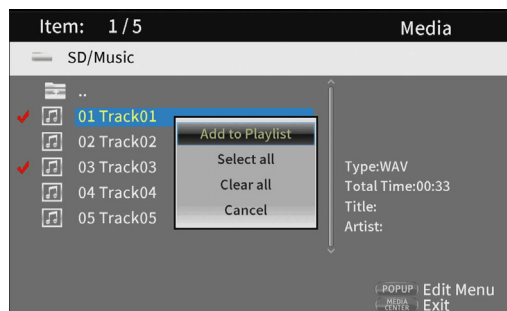 Item: 1/5
Media
SD/Music
..
01 Track01
02 Track02
03 Track03
04 Track04
05 Track05
Add to Playlist
Select all
Clear all
Cancel
Type:WAV
Total Time:00:33
Title:
Artist:
POPUP Edit Menu
MEDIA CENTER Exit